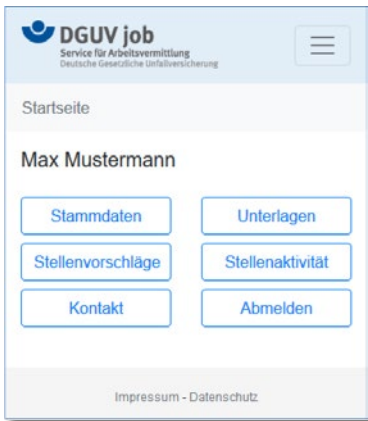 DGUV job
Service für Arbeitsvermittlung
Deutsche Gesetzliche Unfallversicherung
Startseite
Max Mustermann
Stammdaten
Unterlagen
Stellenvorschläge
Stellenaktivität
Kontakt
Abmelden
Impressum - Datenschutz